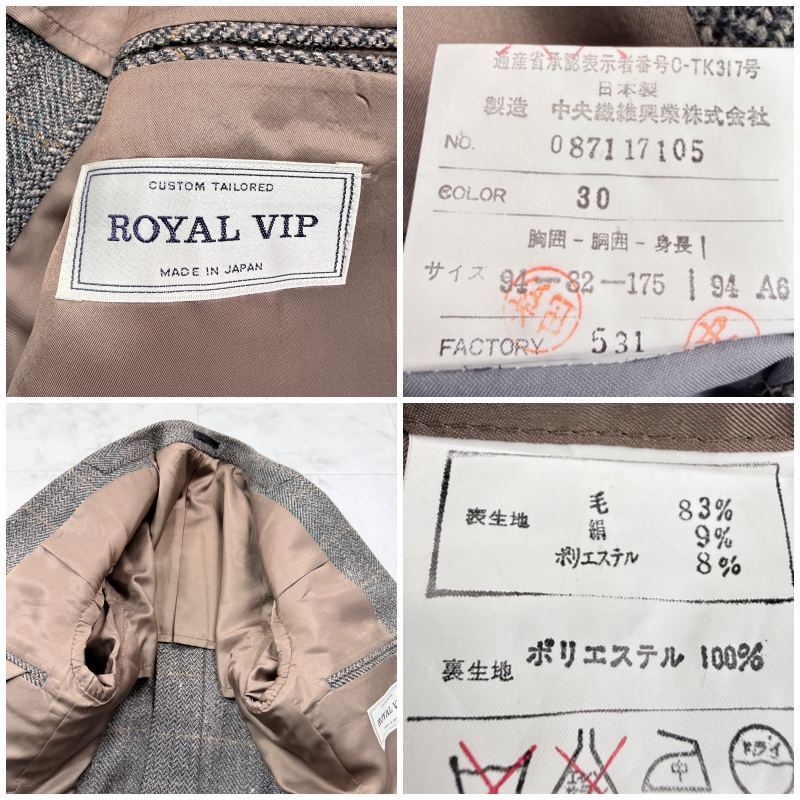 CUSTOM TAILORED
ROYAL VIP
MADE IN JAPAN
通産省承認表示者番号C-TK317号
日本製
製造 中央繊維興業株式会社
NO. 087117105
COLOR 30
胸囲-胴囲-身長
サイズ 94-82-175 | 94 A6
FACTORY 531
ROYAL VIP
表生地 毛 83%
絹 9%
ポリエステル 8%
裏生地 ポリエステル 100%
中
ドライ